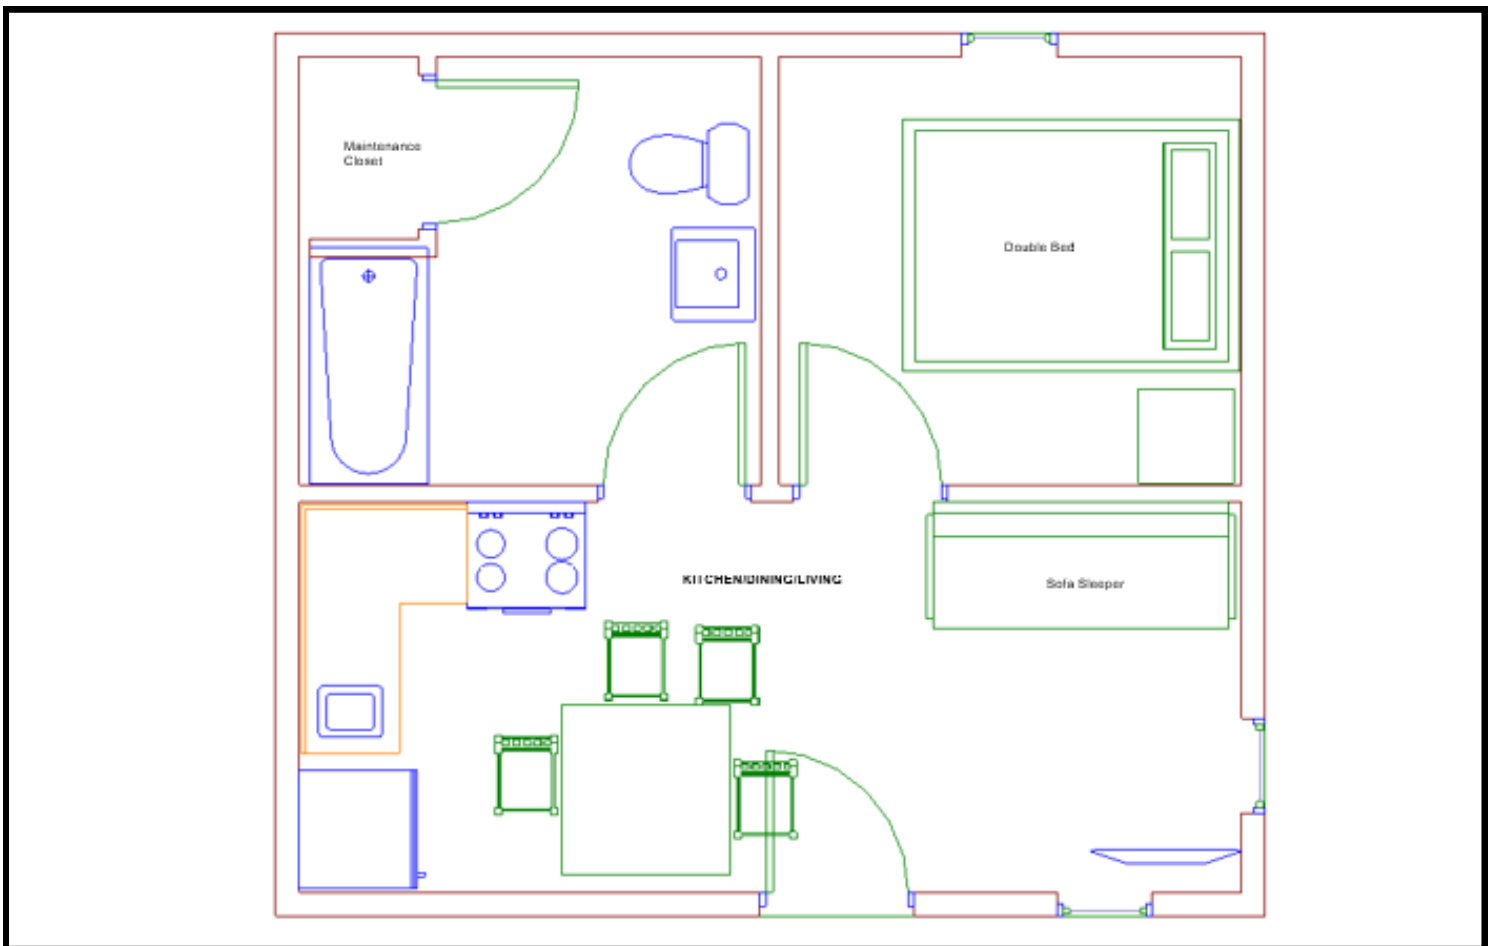 Maintenance
Closet
Double Bed
KITCHEN/DINING/LIVING
Sofa Sleeper